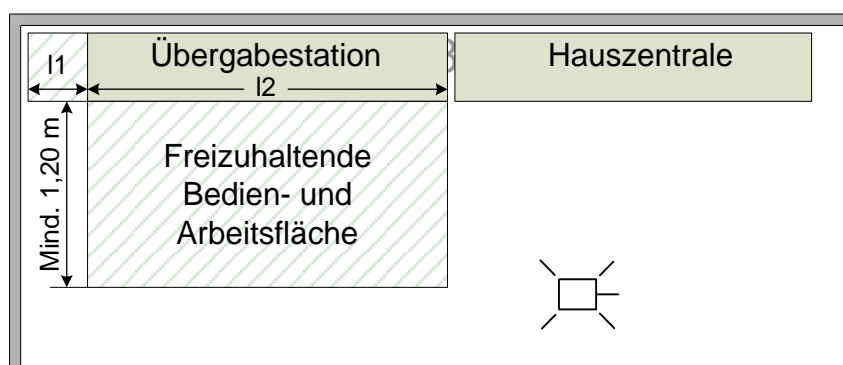 l1
Übergabestation
Hauszentrale
l2
Mind. 1,20 m
Freizuhaltende
Bedien- und
Arbeitsfläche